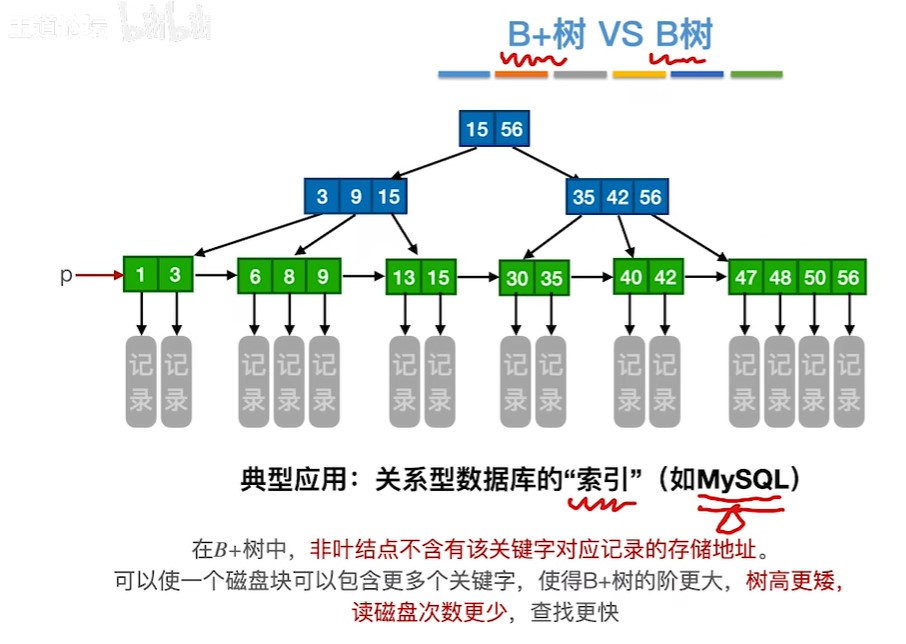 王道论坛 bilibili
B+树 VS B树
15 56
3 9 15 35 42 56
p 1 3 6 8 9 13 15 30 35 40 42 47 48 50 56
记录 记录 记录 记录 记录 记录 记录 记录 记录 记录 记录 记录 记录 记录 记录
典型应用：关系型数据库的“索引”（如MySQL）
在B+树中，非叶结点不含有该关键字对应记录的存储地址。
可以使一个磁盘块可以包含更多个关键字，使得B+树的阶更大，树高更矮，
读磁盘次数更少，查找更快